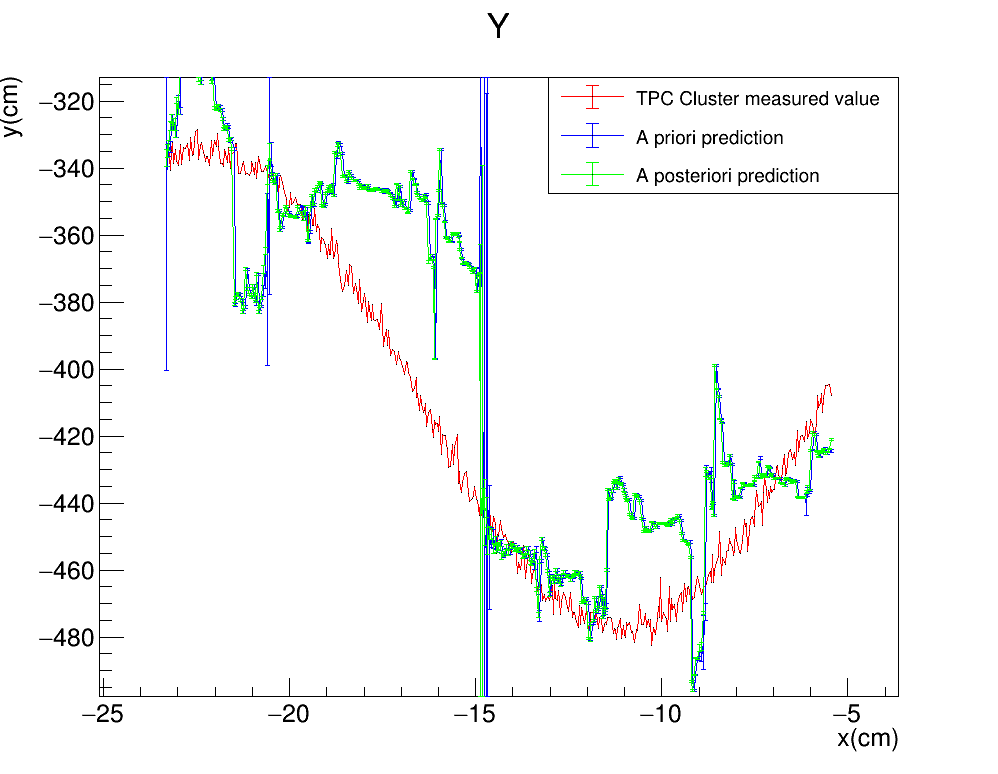 Y
y(cm)
TPC Cluster measured value
A priori prediction
A posteriori prediction
−320
−340
−360
−380
−400
−420
−440
−460
−480
−25 −20 −15 −10 −5
x(cm)